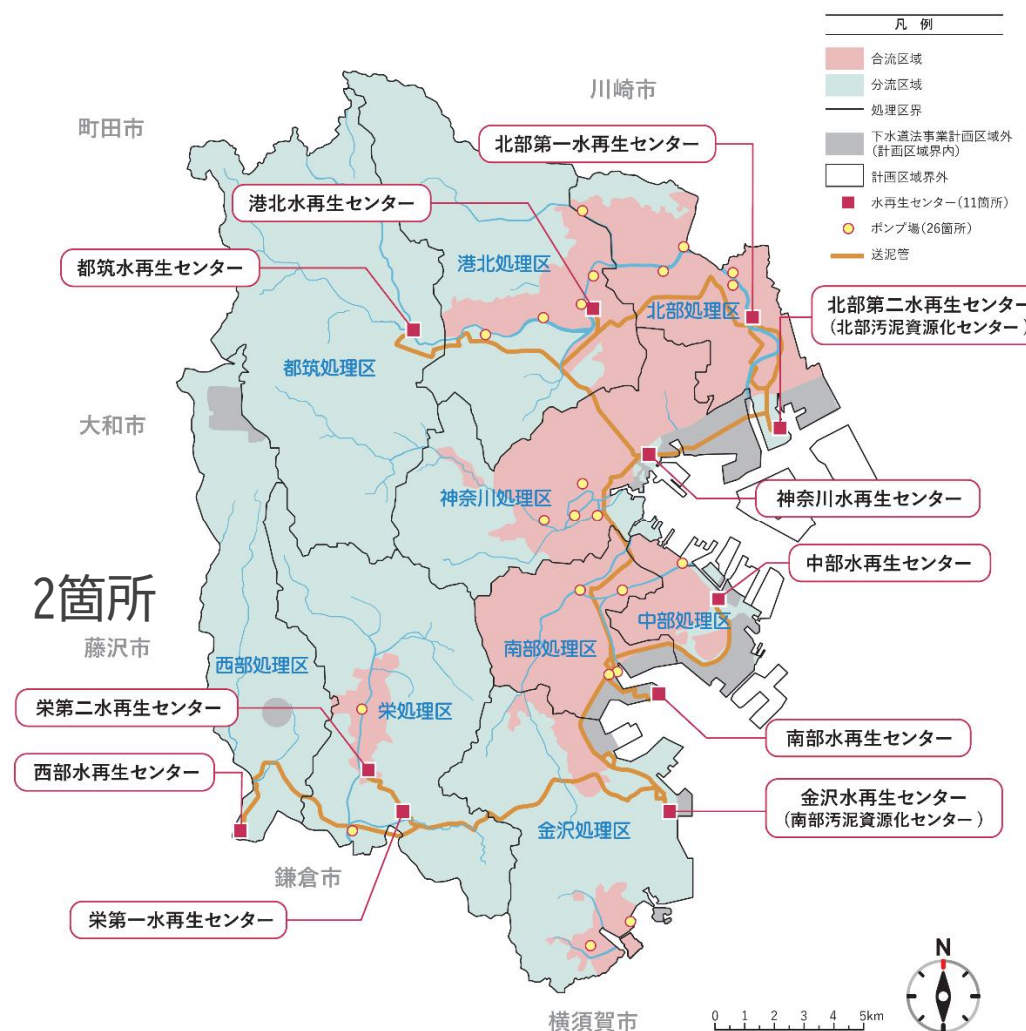 凡 例
合流区域
分流区域
処理区界
下水道法事業計画区域外
(計画区域界内)
計画区域界外
水再生センター(11箇所)
ポンプ場(26箇所)
送泥管
川崎市
町田市
北部第一水再生センター
港北水再生センター
都筑水再生センター
港北処理区
北部処理区
北部第二水再生センター
(北部汚泥資源化センター)
都筑処理区
大和市
神奈川処理区
神奈川水再生センター
中部水再生センター
2箇所
藤沢市
中部処理区
南部処理区
西部処理区
栄処理区
栄第二水再生センター
南部水再生センター
西部水再生センター
金沢水再生センター
(南部汚泥資源化センター)
金沢処理区
鎌倉市
栄第一水再生センター
N
横須賀市
0 1 2 3 4 5km